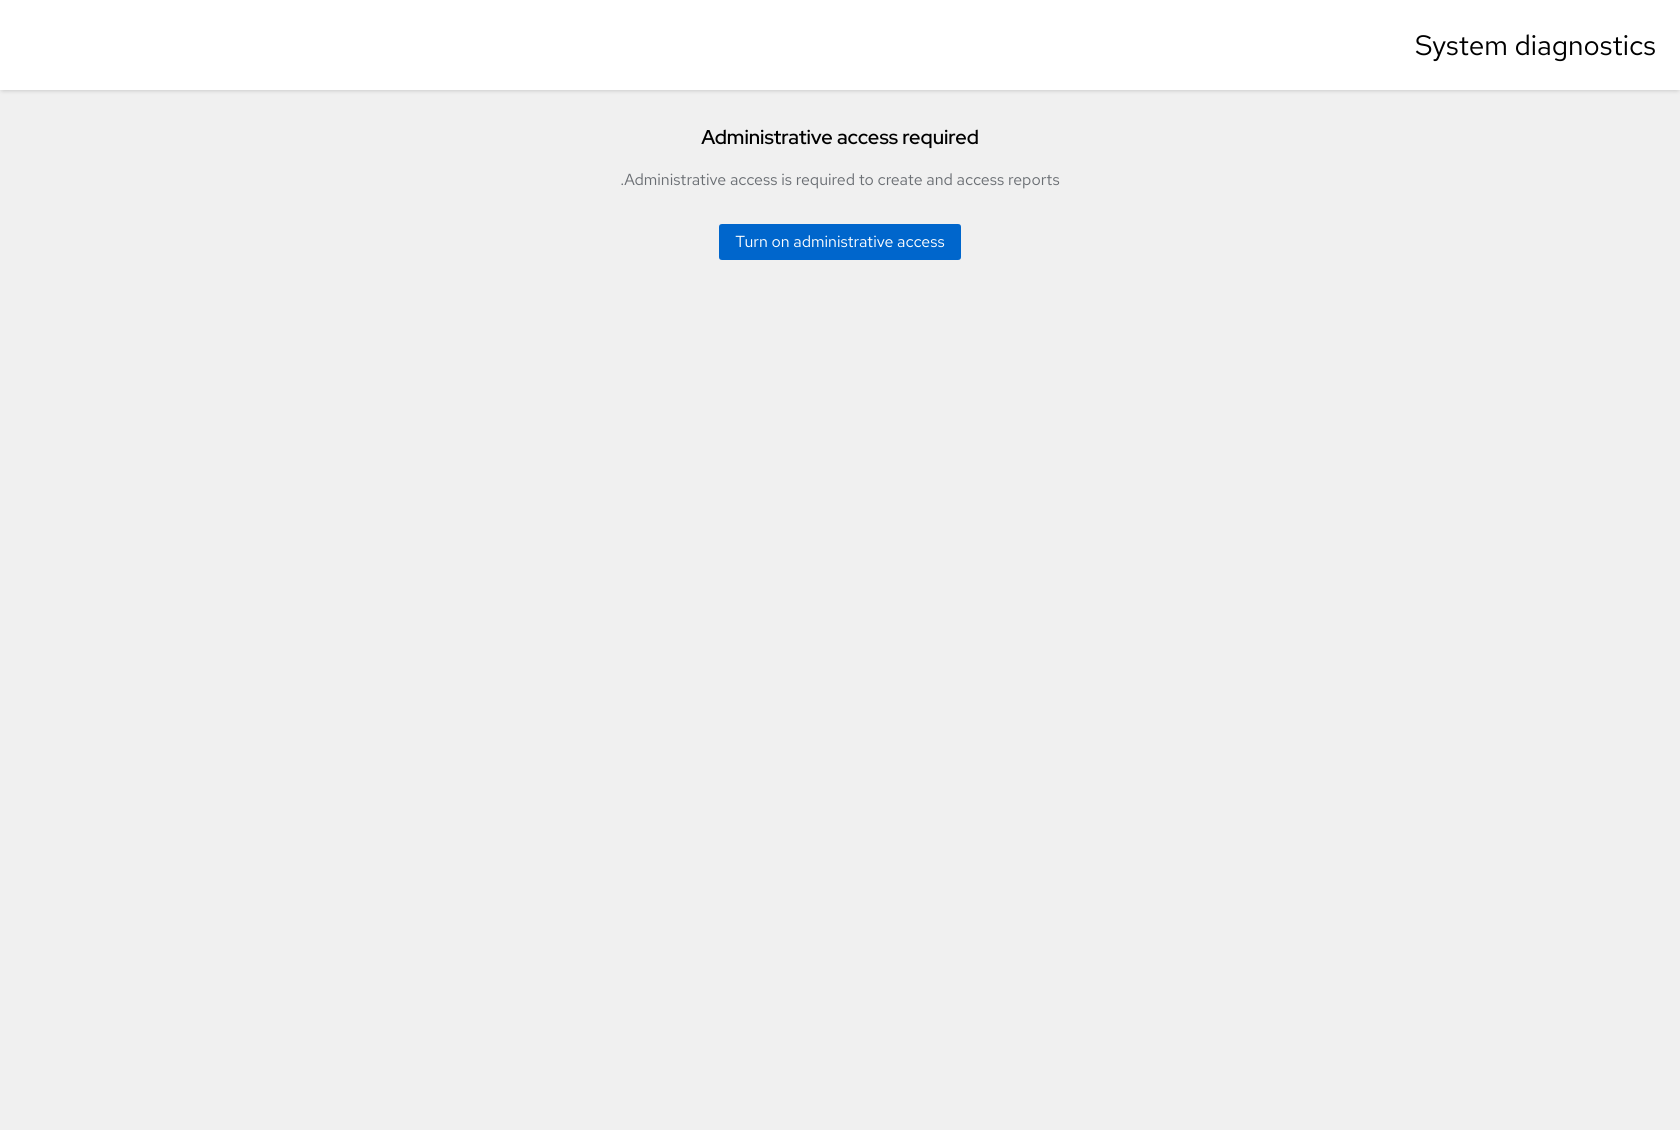 System diagnostics
Administrative access required
.Administrative access is required to create and access reports
Turn on administrative access